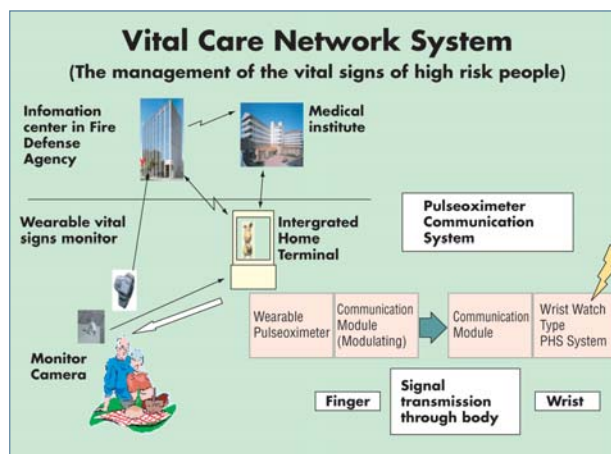 Vital Care Network System
(The management of the vital signs of high risk people)
Infomation
center in Fire
Defense
Agency
Medical
institute
Wearable vital
signs monitor
Intergrated
Home
Terminal
Pulseoximeter
Communication
System
Wearable
Pulseoximeter
Communication
Module
(Modulating)
Communication
Module
Wrist Watch
Type
PHS System
Monitor
Camera
Finger
Signal
transmission
through body
Wrist